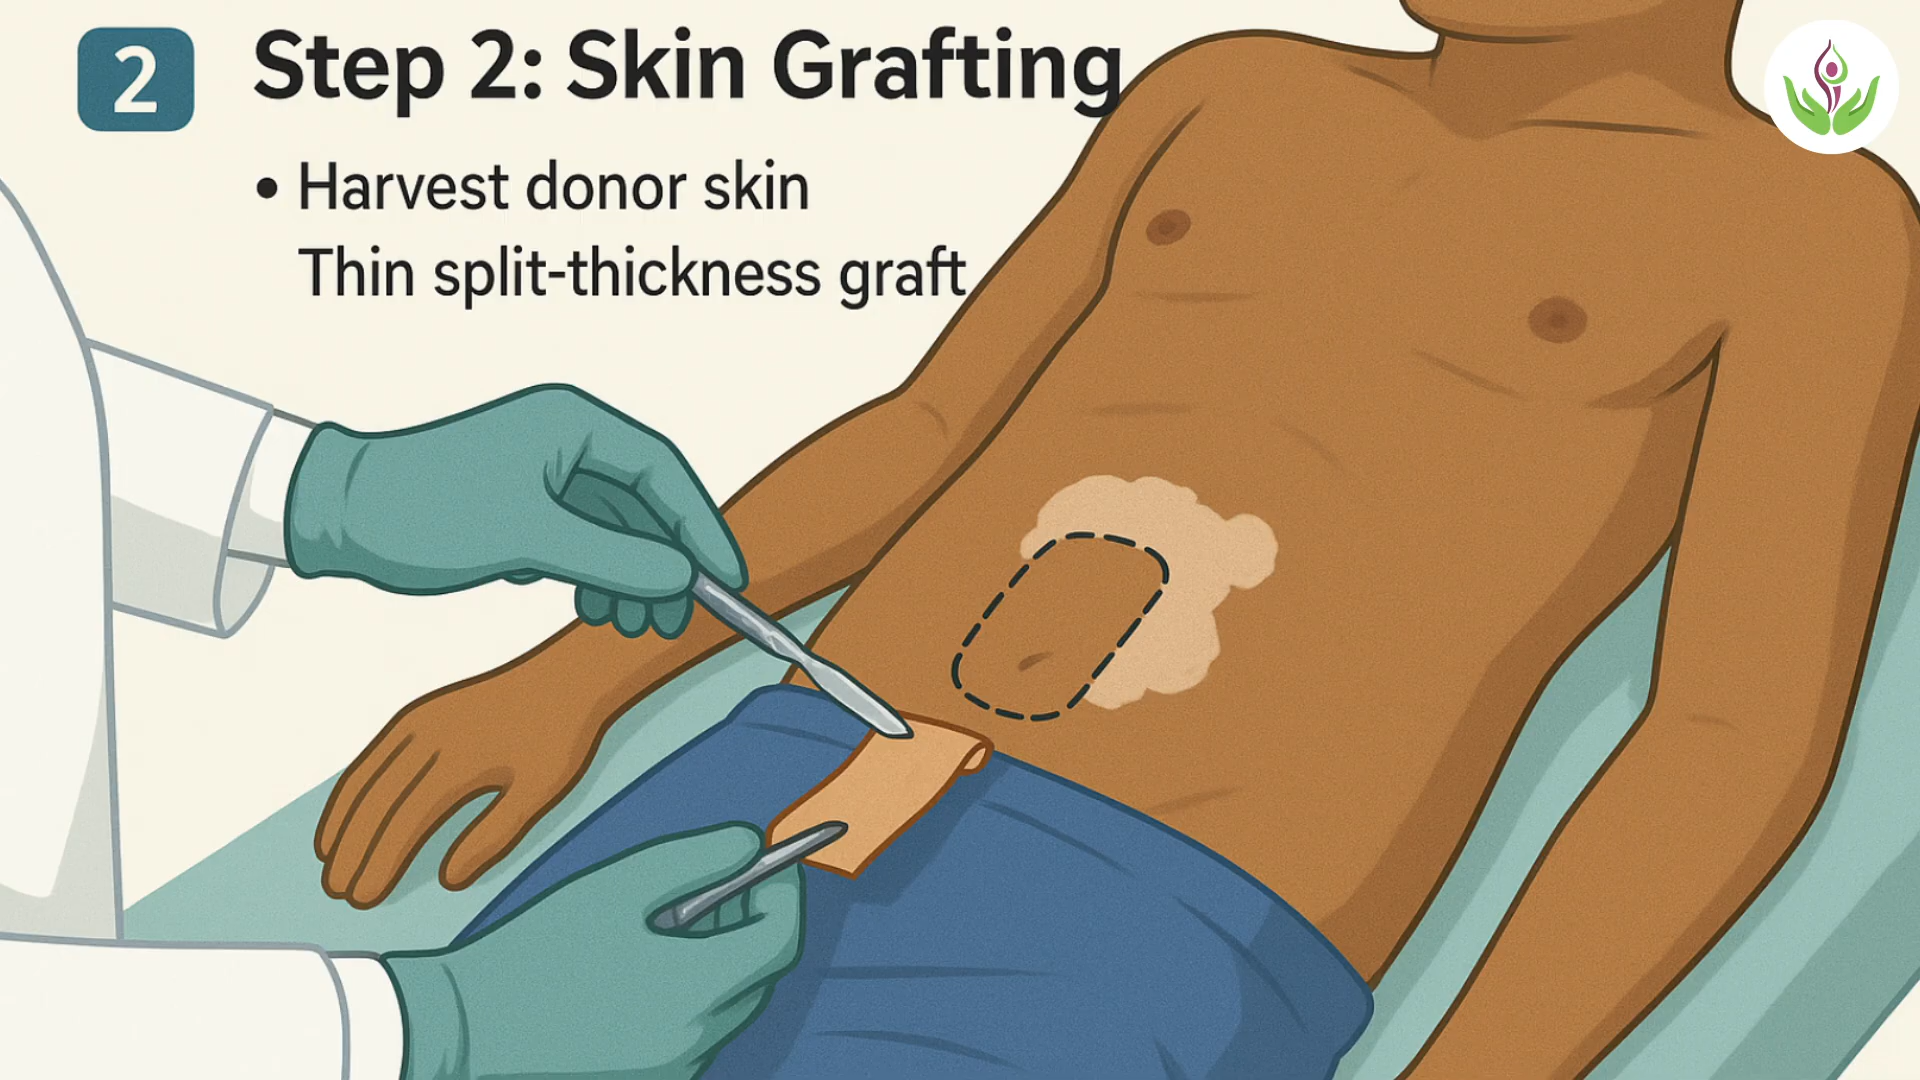 2
Step 2: Skin Grafting
• Harvest donor skin
Thin split-thickness graft